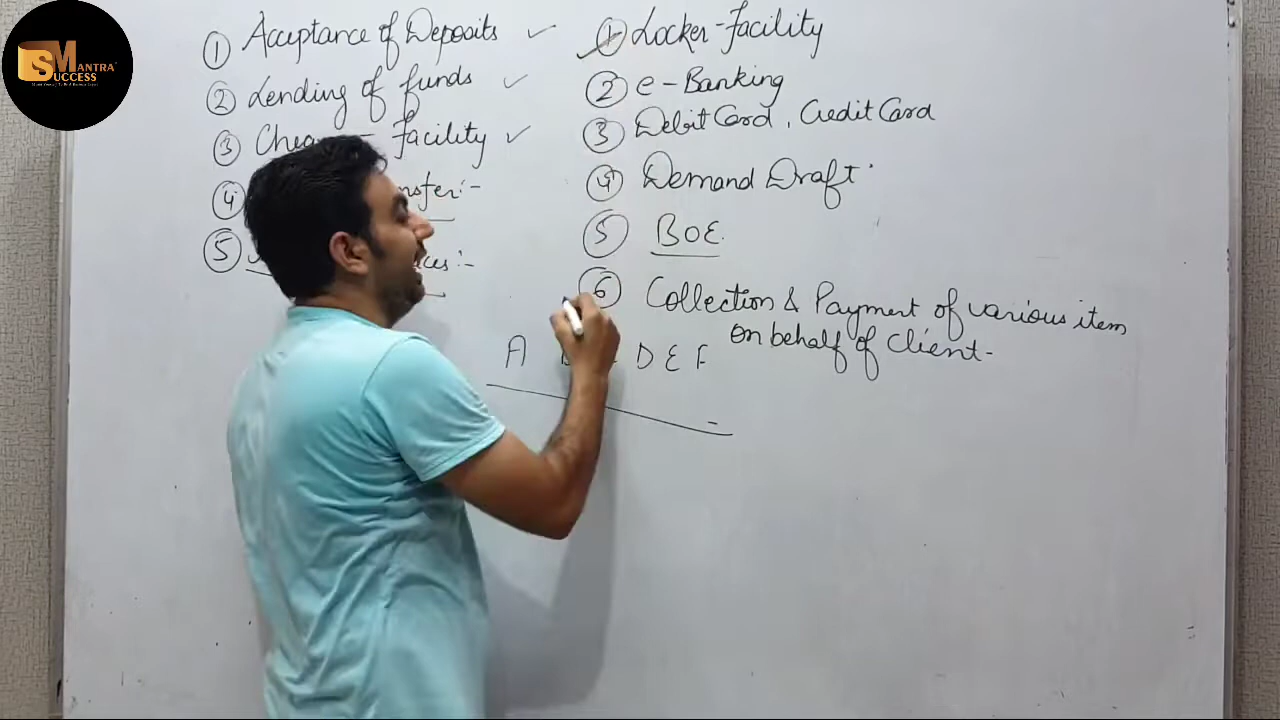 SM
MANTRA
SUCCESS
① Acceptance of Deposits ✓
② Lending of funds ✓
③ facility ✓
④ :-
⑤ :-
① Locker-facility
② e-Banking
③ Debit Card, Credit Card
④ Demand Draft
⑤ BOE
⑥ Collection & Payment of various item
on behalf of client-
A D E F